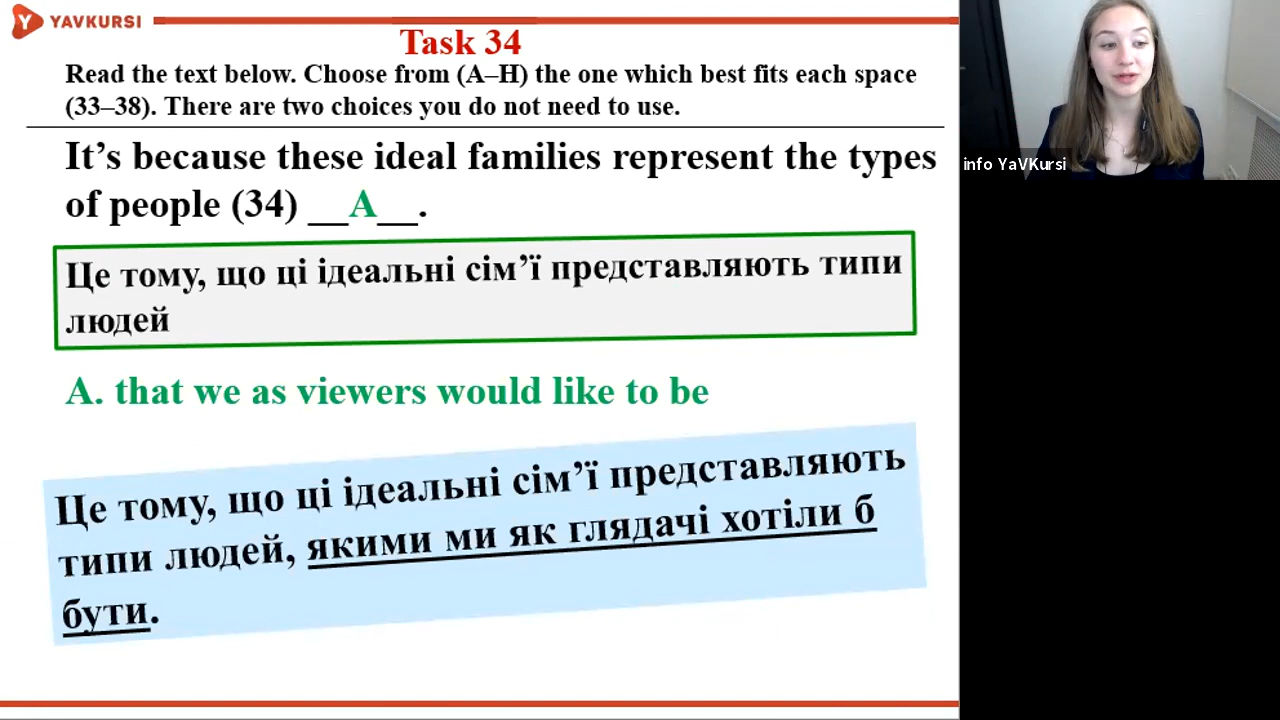 YAVKURSI
Task 34
Read the text below. Choose from (A–H) the one which best fits each space
(33–38). There are two choices you do not need to use.
It’s because these ideal families represent the types
of people (34) __A__.
Це тому, що ці ідеальні сім’ї представляють типи
людей
A. that we as viewers would like to be
Це тому, що ці ідеальні сім’ї представляють
типи людей, якими ми як глядачі хотіли б
бути.
info YaVKursi